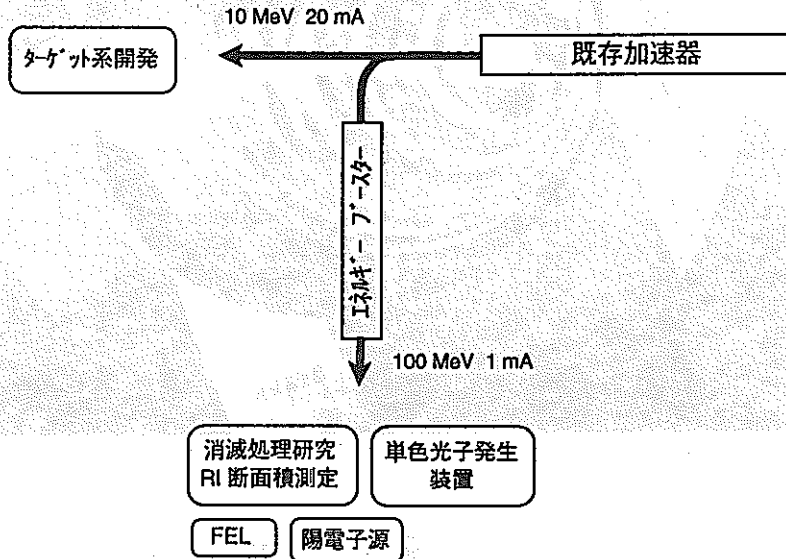 10 MeV 20 mA
既存加速器
ターゲット系開発
エネルギー ブースター
100 MeV 1 mA
消滅処理研究
RI 断面積測定
単色光子発生
装置
FEL
陽電子源